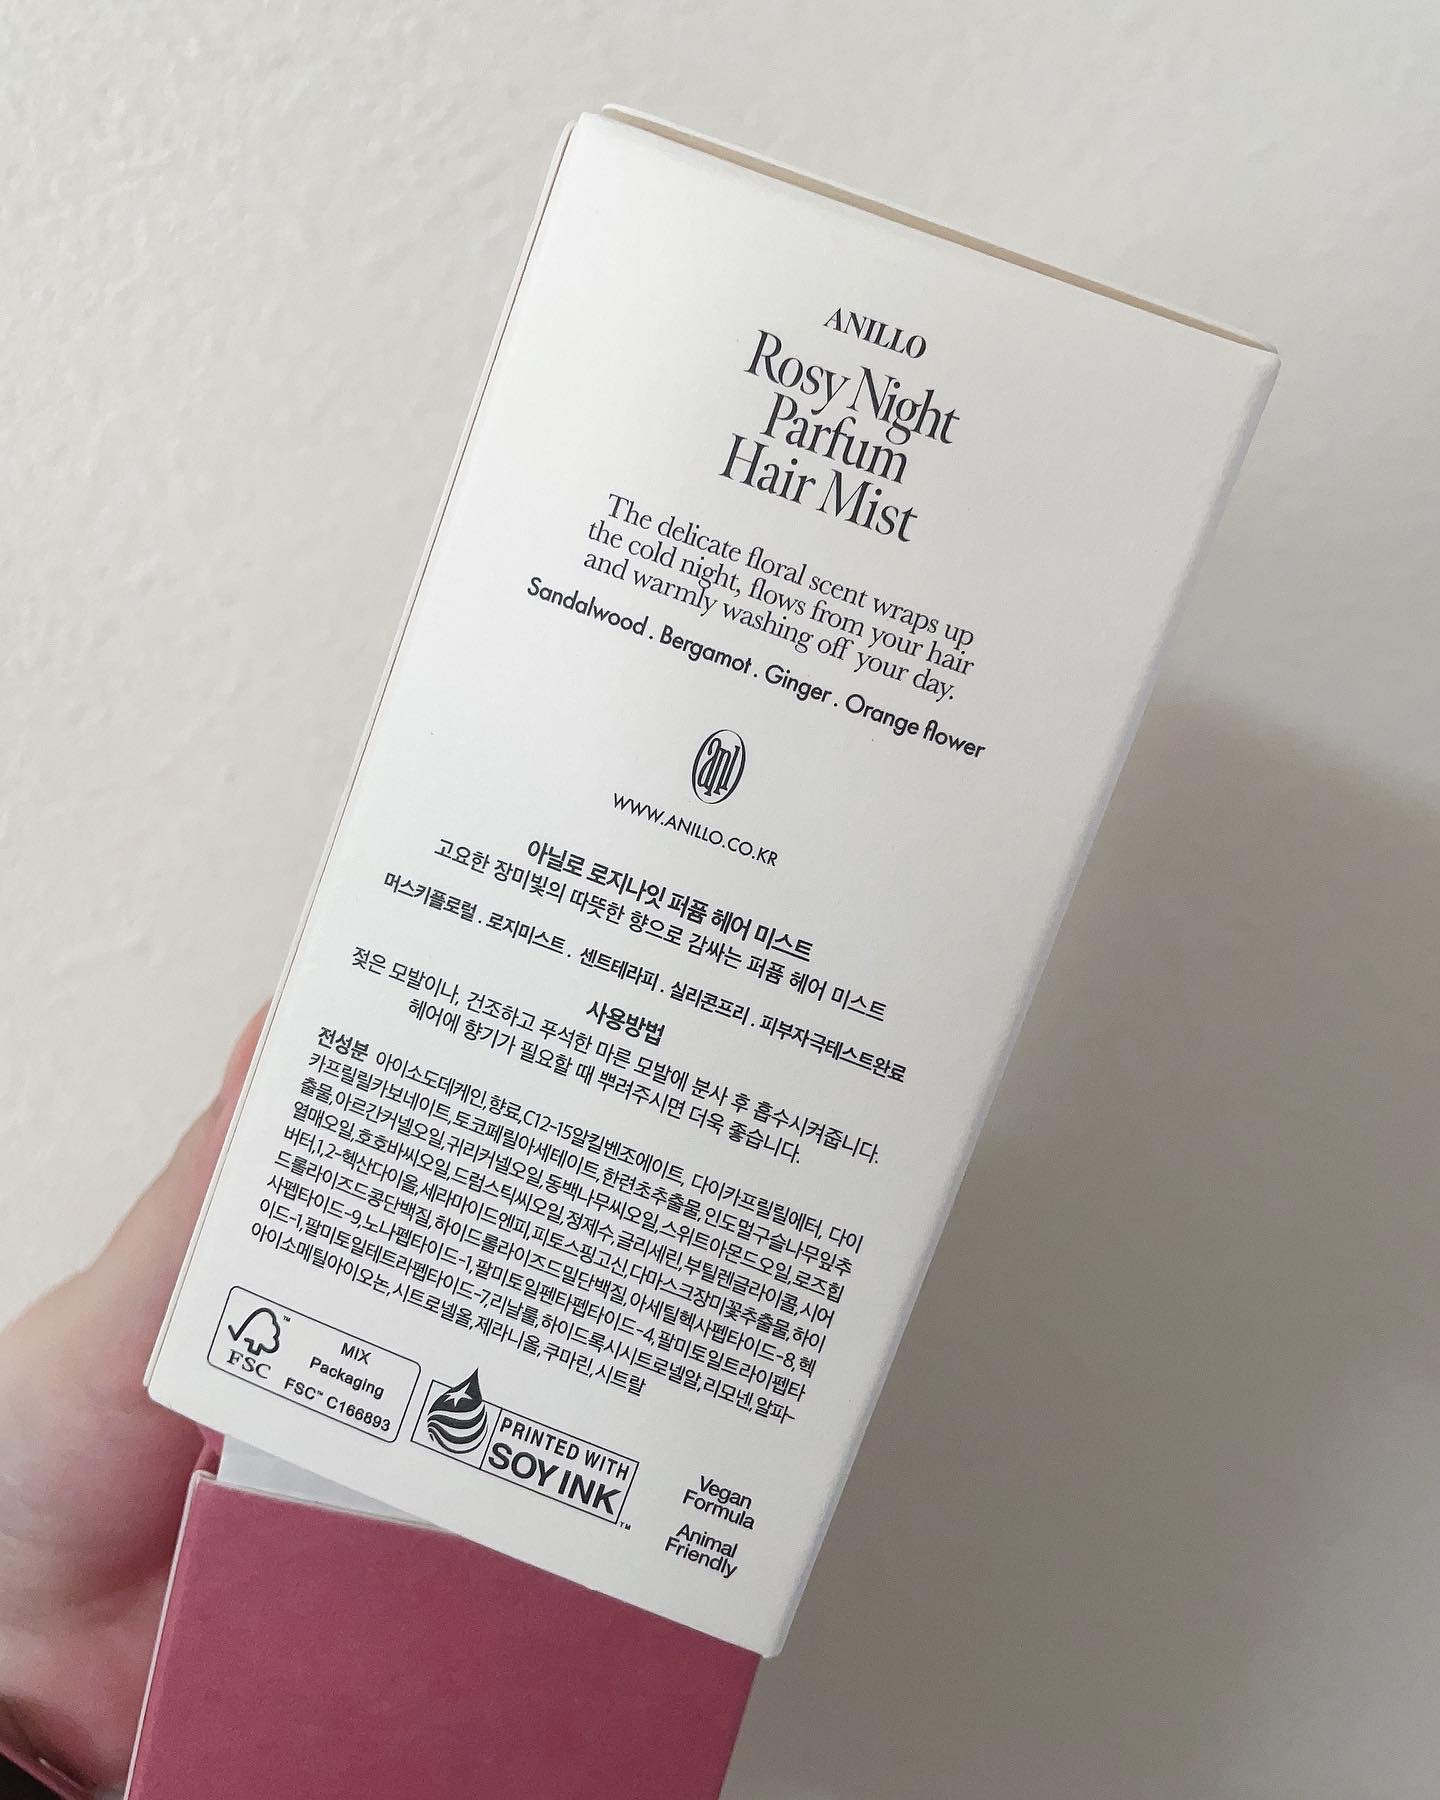 ANILLO
Rosy Night
Parfum
Hair Mist
The delicate floral scent wraps up
the cold night, flows from your hair
and warmly washing off your day.
Sandalwood . Bergamot . Ginger . Orange flower
anl
WWW.ANILLO.CO.KR
아닐로 로지나잇 퍼퓸 헤어 미스트
고요한 장미빛의 따뜻한 향으로 감싸는 퍼퓸 헤어 미스트
머스키플로럴 . 로지미스트 . 센트테라피 . 실리콘프리 . 피부자극테스트완료
사용방법
젖은 모발이나, 건조하고 푸석한 마른 모발에 분사 후 흡수시켜줍니다.
헤어에 향기가 필요할 때 뿌려주시면 더욱 좋습니다.
전성분 아이소도데케인,향료,C12-15알킬벤조에이트, 다이카프릴릴에터, 다이
카프릴릴카보네이트,토코페릴아세테이트,한련초추출물,인도멀구슬나무잎추
출물,아르간커넬오일,귀리커넬오일,동백나무씨오일,스위트아몬드오일,로즈힙
열매오일,호호바씨오일,드럼스틱씨오일,정제수,글리세린,부틸렌글라이콜,시어
버터,1,2-헥산다이올,세라마이드엔피,피토스핑고신,다마스크장미꽃추출물,하이
드롤라이즈드콩단백질,하이드롤라이즈드밀단백질,아세틸헥사펩타이드-8,헥
사펩타이드-9,노나펩타이드-1,팔미토일펜타펩타이드-4,팔미토일트라이펩타
이드-1,팔미토일테트라펩타이드-7,리날룰,하이드록시시트로넬알,리모넨,알파-
아이소메틸아이오논,시트로넬올,제라니올,쿠마린,시트랄
FSC
MIX
Packaging
FSC™ C166893
PRINTED WITH
SOY INK™
Vegan
Formula
Animal
Friendly